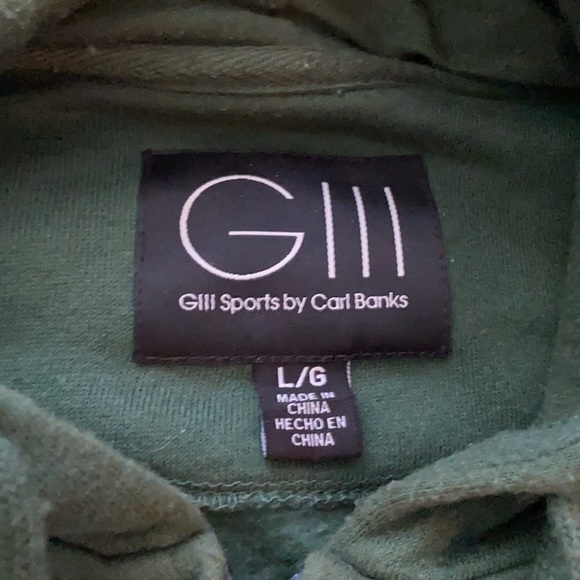 GIII
GIII Sports by Carl Banks
L/G
MADE IN
CHINA
HECHO EN
CHINA